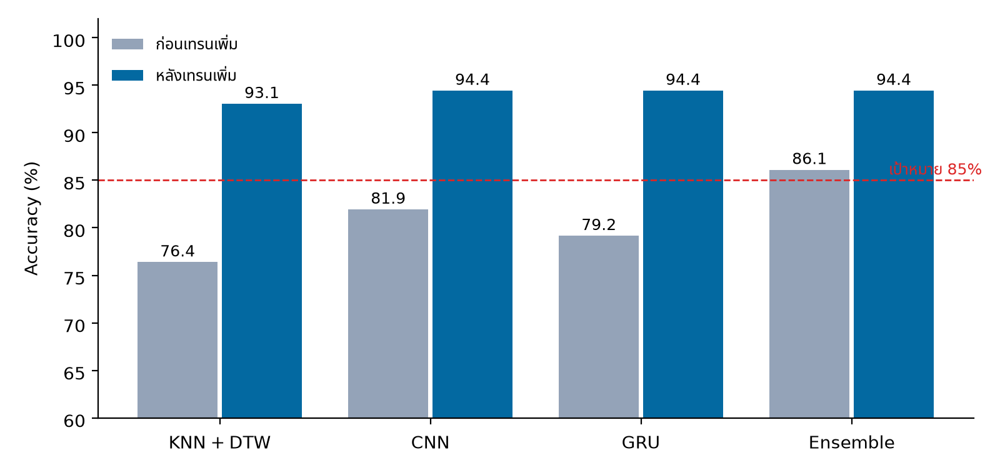 100
95
90
85
80
75
70
65
60
Accuracy (%)
ก่อนเทรนเพิ่ม
หลังเทรนเพิ่ม
76.4
93.1
81.9
94.4
79.2
94.4
86.1
94.4
เป้าหมาย 85%
KNN + DTW
CNN
GRU
Ensemble